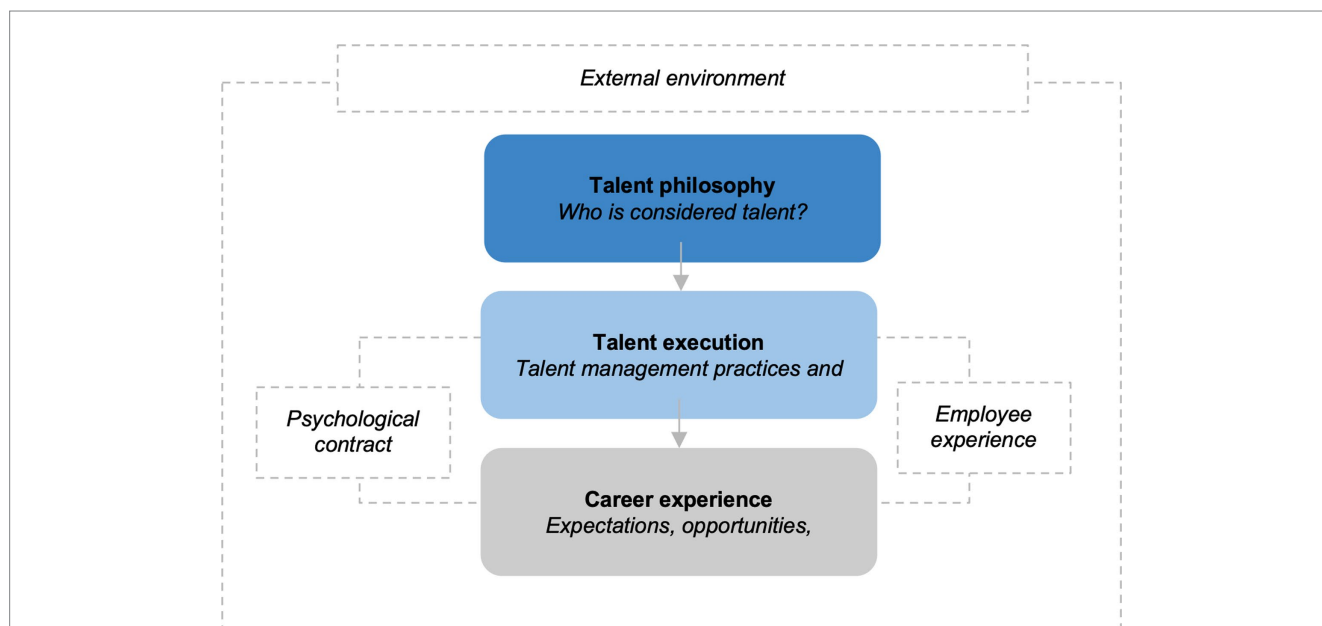 External environment
Talent philosophy
Who is considered talent?
Talent execution
Talent management practices and
Psychological
contract
Employee
experience
Career experience
Expectations, opportunities,